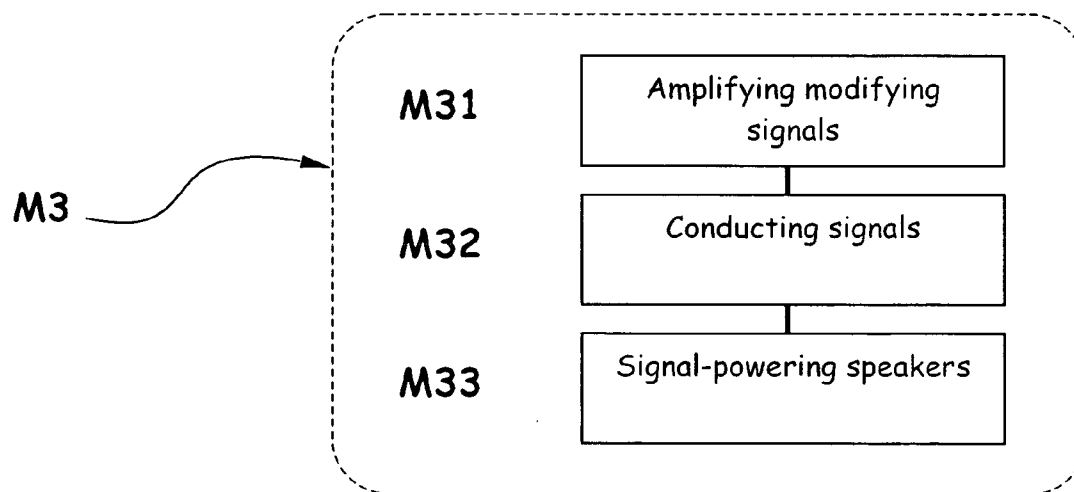 M31
Amplifying modifying
signals
M3
M32
Conducting signals
M33
Signal-powering speakers